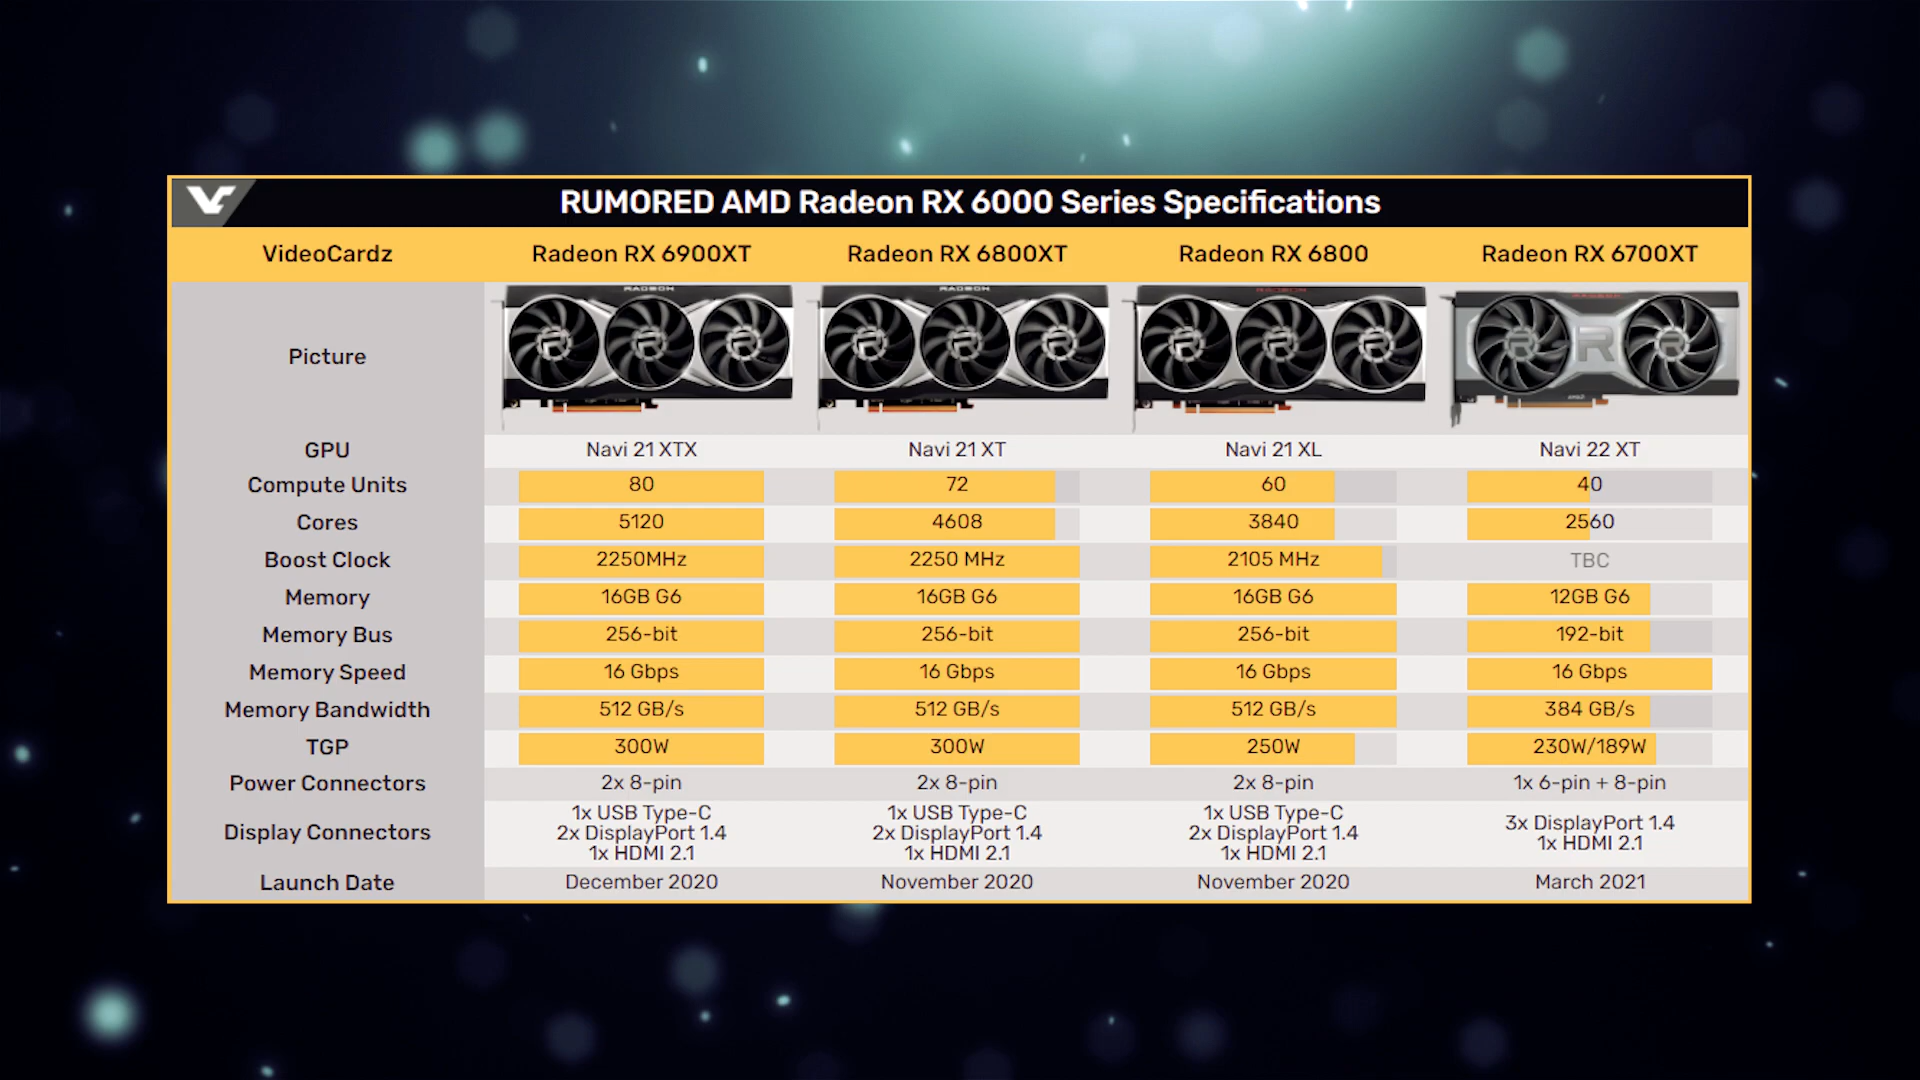 RUMORED AMD Radeon RX 6000 Series Specifications
VideoCardz Radeon RX 6900XT Radeon RX 6800XT Radeon RX 6800 Radeon RX 6700XT
Picture
RADEON RADEON RADEON RADEON
GPU Navi 21 XTX Navi 21 XT Navi 21 XL Navi 22 XT
Compute Units 80 72 60 40
Cores 5120 4608 3840 2560
Boost Clock 2250MHz 2250 MHz 2105 MHz TBC
Memory 16GB G6 16GB G6 16GB G6 12GB G6
Memory Bus 256-bit 256-bit 256-bit 192-bit
Memory Speed 16 Gbps 16 Gbps 16 Gbps 16 Gbps
Memory Bandwidth 512 GB/s 512 GB/s 512 GB/s 384 GB/s
TGP 300W 300W 250W 230W/189W
Power Connectors 2x 8-pin 2x 8-pin 2x 8-pin 1x 6-pin + 8-pin
Display Connectors
1x USB Type-C
2x DisplayPort 1.4
1x HDMI 2.1
1x USB Type-C
2x DisplayPort 1.4
1x HDMI 2.1
1x USB Type-C
2x DisplayPort 1.4
1x HDMI 2.1
3x DisplayPort 1.4
1x HDMI 2.1
Launch Date December 2020 November 2020 November 2020 March 2021